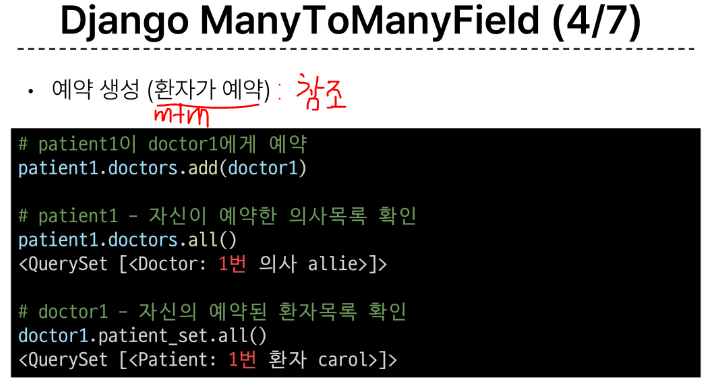 Django ManyToManyField (4/7)
• 예약 생성 (환자가 예약) : 참조
mtm
# patient1이 doctor1에게 예약
patient1.doctors.add(doctor1)
# patient1 - 자신이 예약한 의사목록 확인
patient1.doctors.all()
<QuerySet [<Doctor: 1번 의사 allie>]>
# doctor1 - 자신의 예약된 환자목록 확인
doctor1.patient_set.all()
<QuerySet [<Patient: 1번 환자 carol>]>